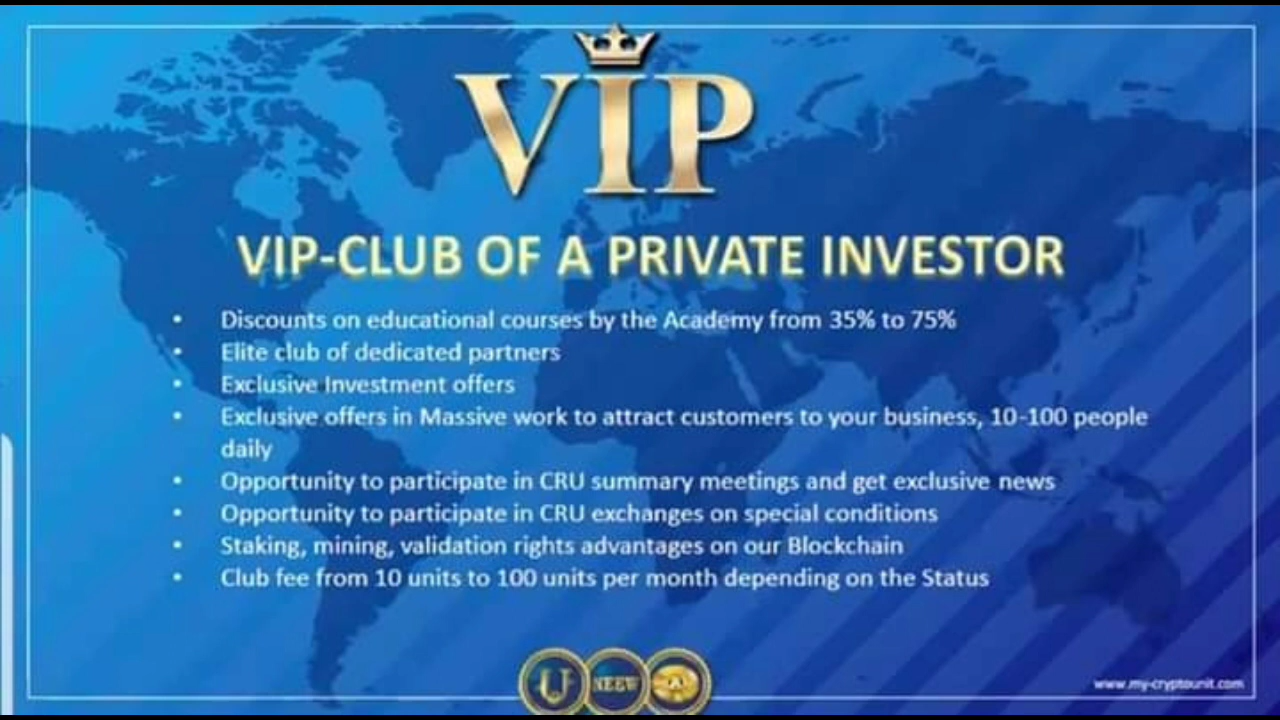 VIP
VIP-CLUB OF A PRIVATE INVESTOR
• Discounts on educational courses by the Academy from 35% to 75%
• Elite club of dedicated partners
• Exclusive Investment offers
• Exclusive offers in Massive work to attract customers to your business, 10-100 people
daily
• Opportunity to participate in CRU summary meetings and get exclusive news
• Opportunity to participate in CRU exchanges on special conditions
• Staking, mining, validation rights advantages on our Blockchain
• Club fee from 10 units to 100 units per month depending on the Status
U
NEEW
www.my-cryptounit.com